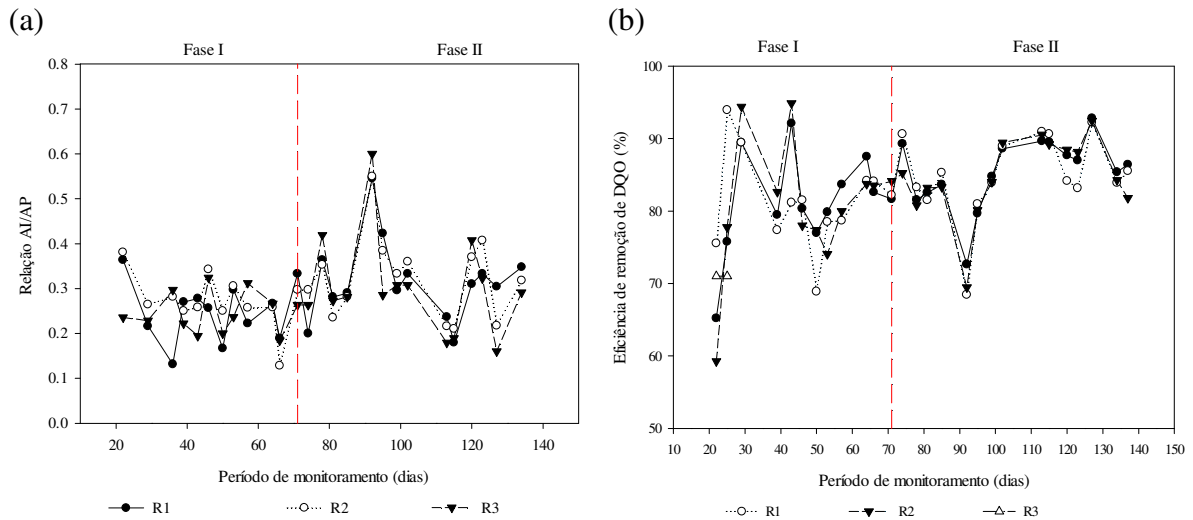 (a)
Fase I Fase II
0.8
0.7
0.6
0.5
0.4
0.3
0.2
0.1
0.0
Relação AI/AP
20 40 60 80 100 120 140
Período de monitoramento (dias)
R1 R2 R3
(b)
Fase I Fase II
100
90
80
70
60
50
Eficiência de remoção de DQO (%)
10 20 30 40 50 60 70 80 90 100 110 120 130 140 150
Período de monitoramento (dias)
R1 R2 R3